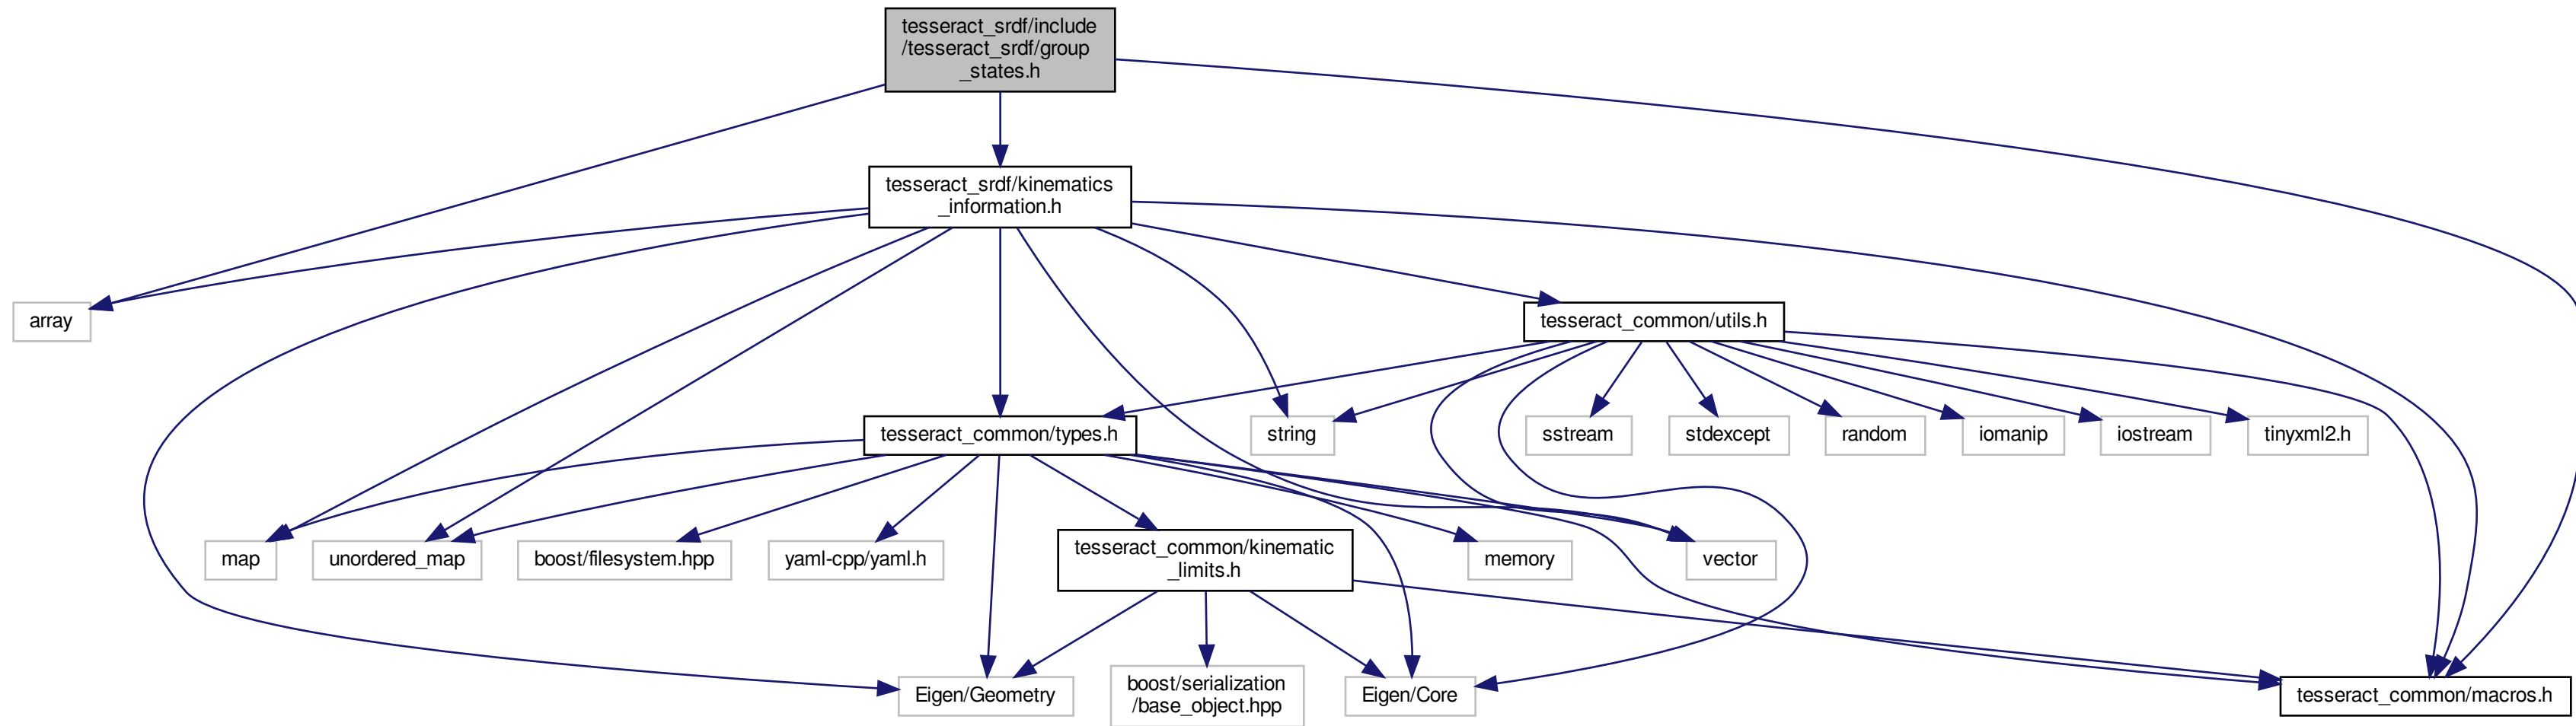 tesseract_srdf/include
/tesseract_srdf/group
_states.h
tesseract_srdf/kinematics
_information.h
array
tesseract_common/utils.h
tesseract_common/types.h
string
sstream
stdexcept
random
iomanip
iostream
tinyxml2.h
map
unordered_map
boost/filesystem.hpp
yaml-cpp/yaml.h
tesseract_common/kinematic
_limits.h
memory
vector
Eigen/Geometry
boost/serialization
/base_object.hpp
Eigen/Core
tesseract_common/macros.h